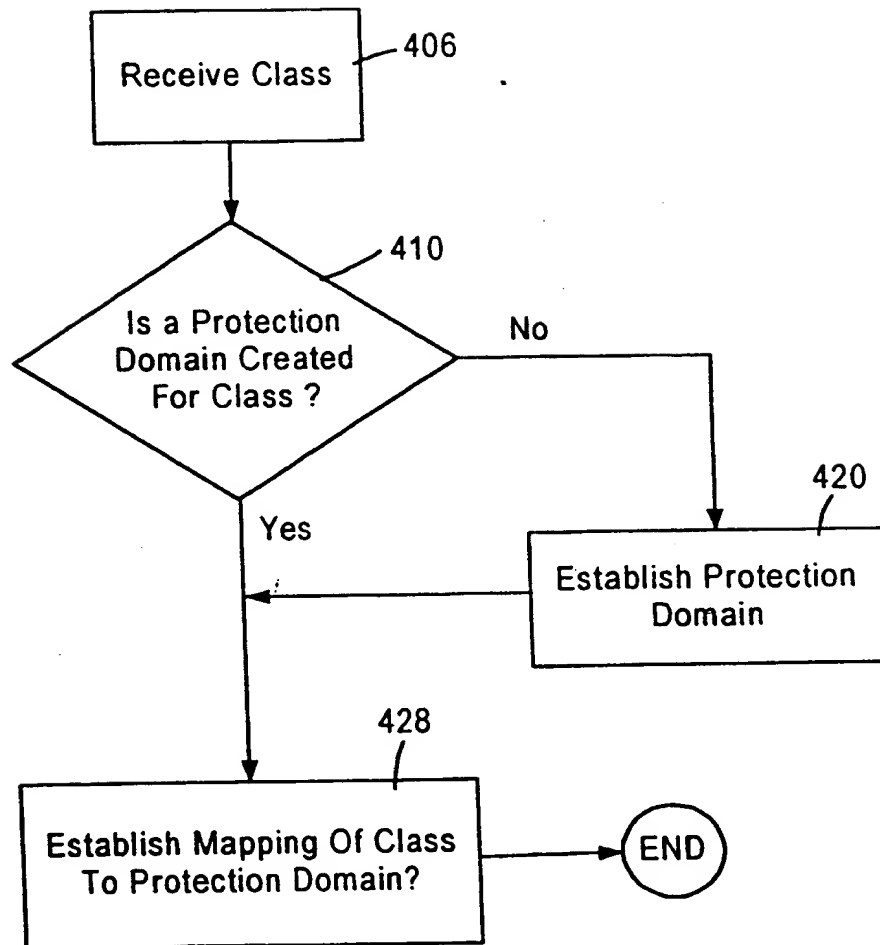 Receive Class
406
410
Is a Protection
Domain Created
For Class ?
No
Yes
420
Establish Protection
Domain
428
Establish Mapping Of Class
To Protection Domain?
END